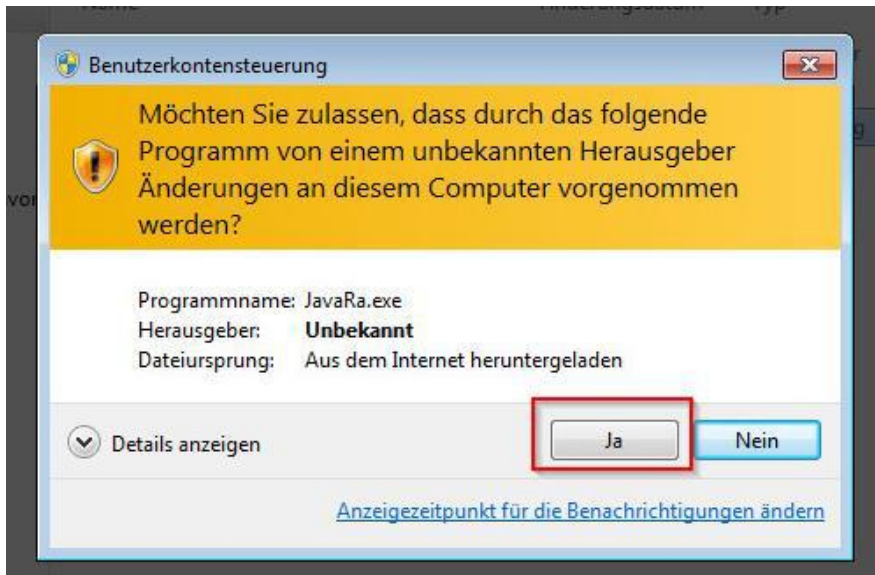 Benutzerkontensteuerung
Möchten Sie zulassen, dass durch das folgende
Programm von einem unbekannten Herausgeber
Änderungen an diesem Computer vorgenommen
werden?
Programmname: JavaRa.exe
Herausgeber: Unbekannt
Dateiursprung: Aus dem Internet heruntergeladen
Details anzeigen
Ja
Nein
Anzeigezeitpunkt für die Benachrichtigungen ändern